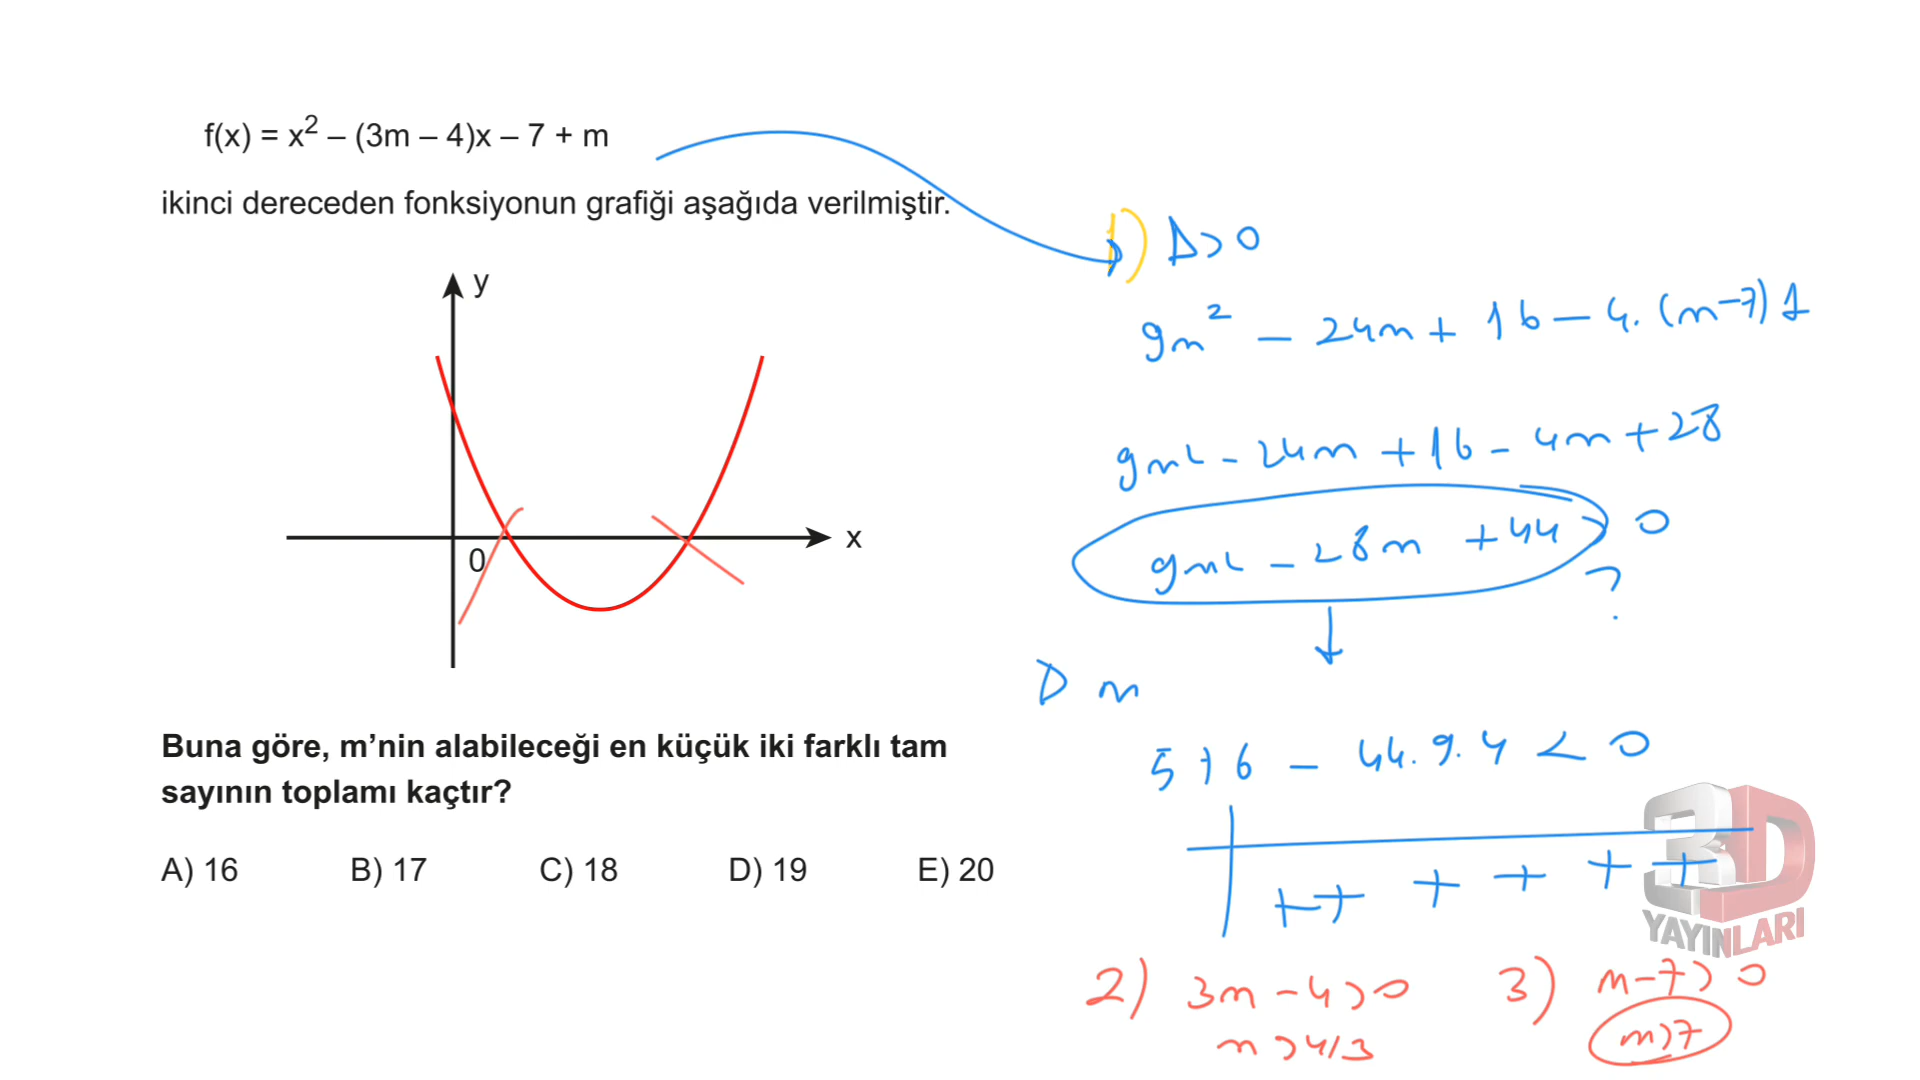 f(x) = x² – (3m – 4)x – 7 + m
ikinci dereceden fonksiyonun grafiği aşağıda verilmiştir.
y
x
0
Buna göre, m’nin alabileceği en küçük iki farklı tam
sayının toplamı kaçtır?
A) 16 B) 17 C) 18 D) 19 E) 20
1) Δ>0
9m² – 24m + 16 – 4.(m–7)1
9m² – 24m + 16 – 4m + 28
9m² – 28m + 44 > 0
?
D m
576 – 44.9.4 < 0
+ + + + + +
2) 3m – 4 > 0
m > 4/3
3) m – 7 > 0
m > 7
3D
YAYINLARI